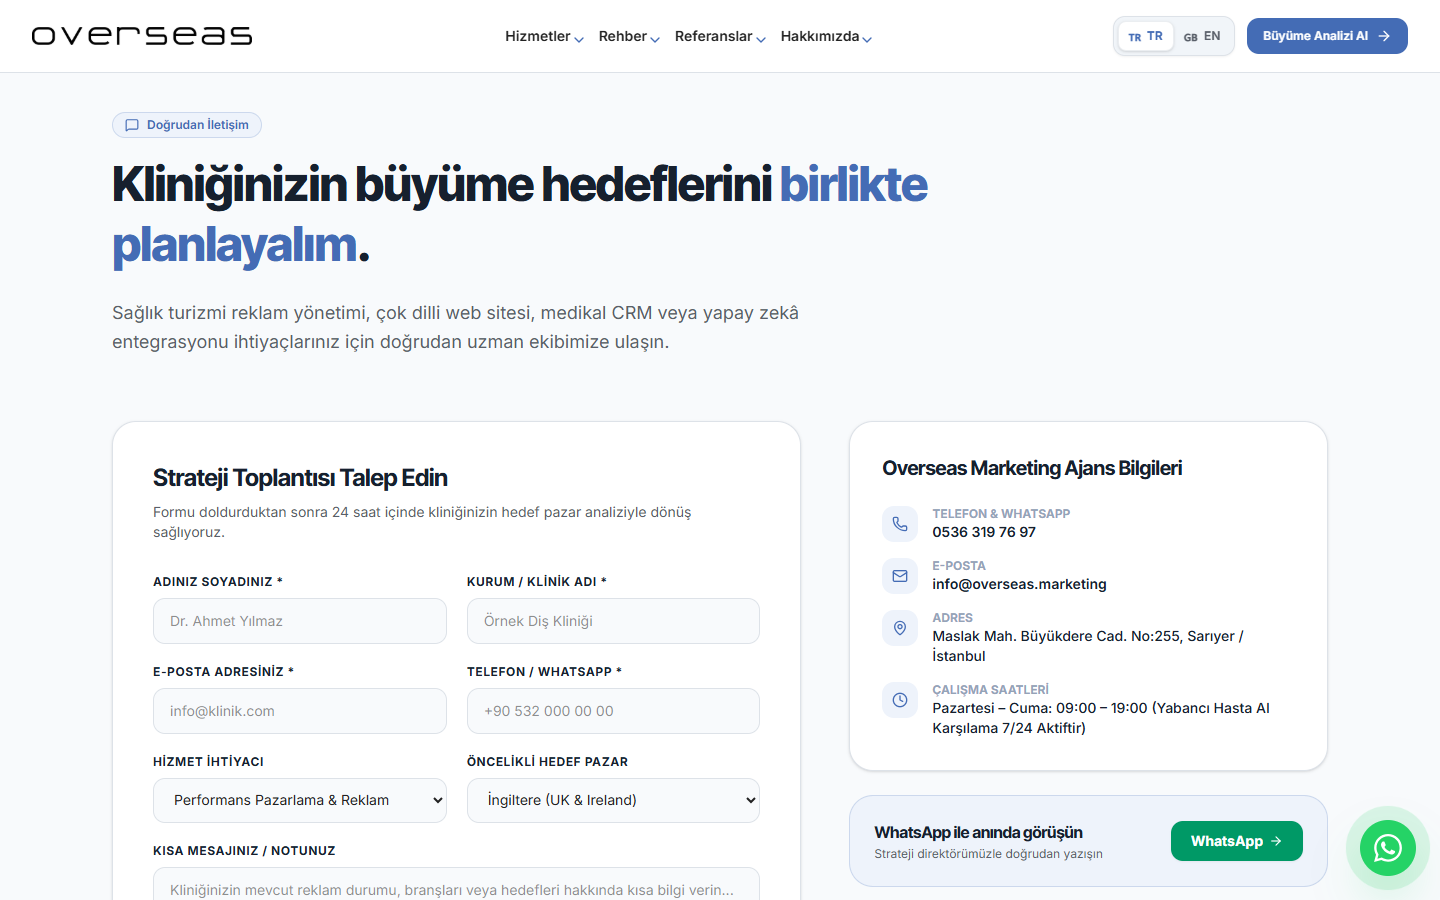 overseas
Hizmetler
Rehber
Referanslar
Hakkımızda
TR TR
GB EN
Büyüme Analizi AI
Doğrudan İletişim
Kliniğinizin büyüme hedeflerini birlikte
planlayalım.
Sağlık turizmi reklam yönetimi, çok dilli web sitesi, medikal CRM veya yapay zekâ
entegrasyonu ihtiyaçlarınız için doğrudan uzman ekibimize ulaşın.
Strateji Toplantısı Talep Edin
Formu doldurduktan sonra 24 saat içinde kliniğinizin hedef pazar analiziyle dönüş
sağlıyoruz.
ADINIZ SOYADINIZ *
KURUM / KLİNİK ADI *
Dr. Ahmet Yılmaz
Örnek Diş Kliniği
E-POSTA ADRESİNİZ *
TELEFON / WHATSAPP *
info@klinik.com
+90 532 000 00 00
HİZMET İHTİYACI
ÖNCELİKLİ HEDEF PAZAR
Performans Pazarlama & Reklam
İngiltere (UK & Ireland)
KISA MESAJINIZ / NOTUNUZ
Kliniğinizin mevcut reklam durumu, branşları veya hedefleri hakkında kısa bilgi verin...
Overseas Marketing Ajans Bilgileri
TELEFON & WHATSAPP
0536 319 76 97
E-POSTA
info@overseas.marketing
ADRES
Maslak Mah. Büyükdere Cad. No:255, Sarıyer /
İstanbul
ÇALIŞMA SAATLERİ
Pazartesi – Cuma: 09:00 – 19:00 (Yabancı Hasta AI
Karşılama 7/24 Aktiftir)
WhatsApp ile anında görüşün
Strateji direktörümüzle doğrudan yazışın
WhatsApp